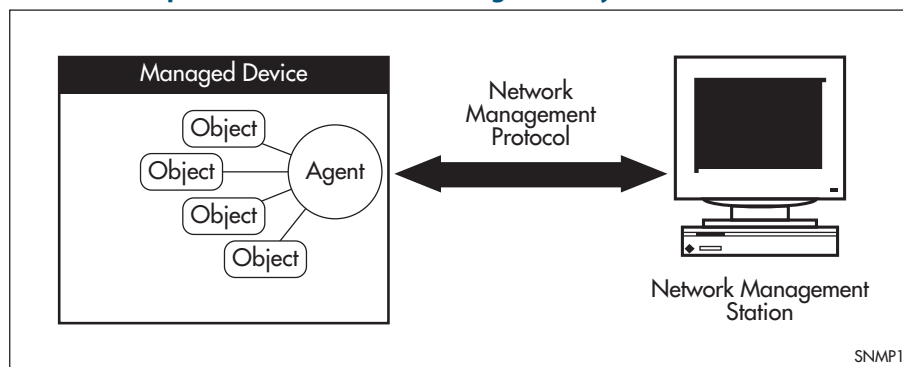 Managed Device
Object
Object
Object
Object
Agent
Network
Management
Protocol
Network Management
Station
SNMP1